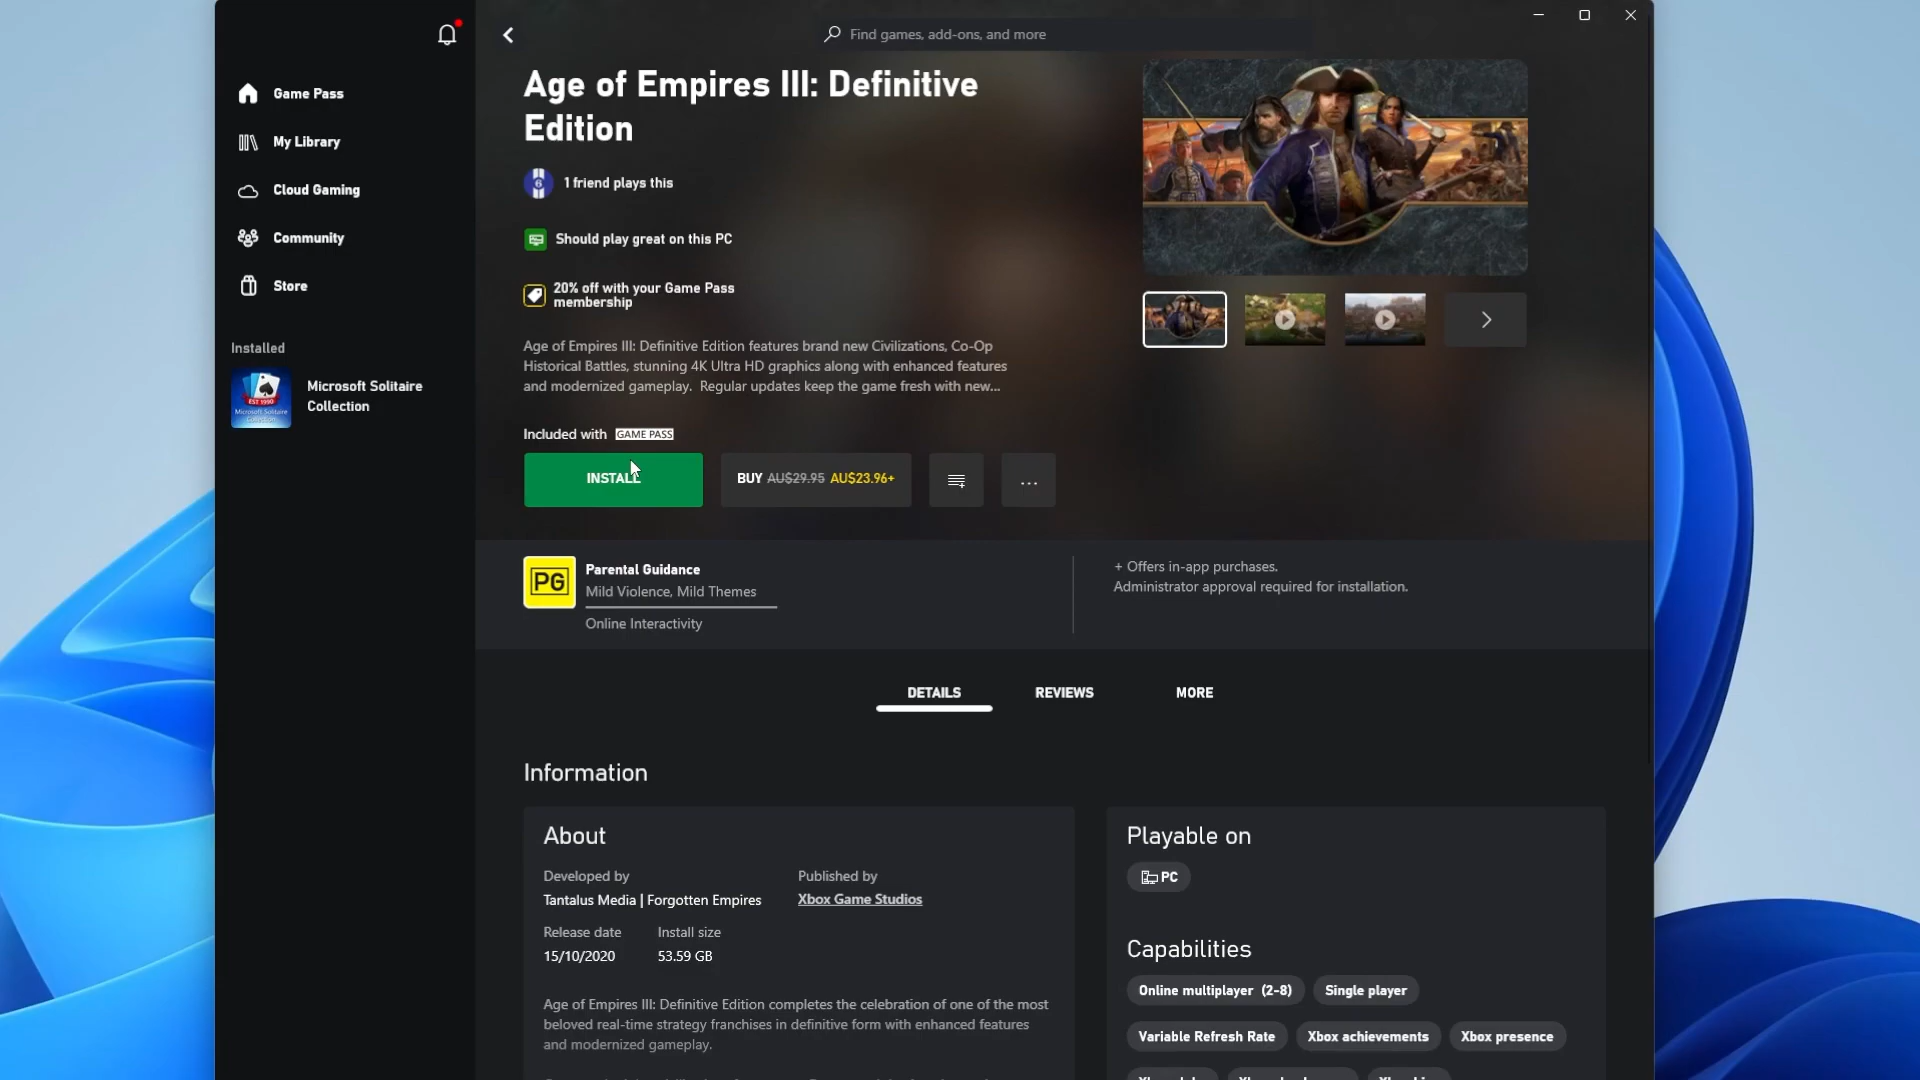 Find games, add-ons, and more
Game Pass
My Library
Cloud Gaming
Community
Store
Installed
Microsoft Solitaire
Collection
Age of Empires III: Definitive
Edition
6
1 friend plays this
Should play great on this PC
20% off with your Game Pass
membership
Age of Empires III: Definitive Edition features brand new Civilizations, Co-Op
Historical Battles, stunning 4K Ultra HD graphics along with enhanced features
and modernized gameplay.  Regular updates keep the game fresh with new...
Included with GAME PASS
INSTALL
BUY AU$29.95 AU$23.96+
...
PG
Parental Guidance
Mild Violence, Mild Themes
Online Interactivity
+ Offers in-app purchases.
Administrator approval required for installation.
DETAILS
REVIEWS
MORE
Information
About
Developed by
Tantalus Media | Forgotten Empires
Published by
Xbox Game Studios
Release date
15/10/2020
Install size
53.59 GB
Age of Empires III: Definitive Edition completes the celebration of one of the most
beloved real-time strategy franchises in definitive form with enhanced features
and modernized gameplay.
Playable on
PC
Capabilities
Online multiplayer (2-8)
Single player
Variable Refresh Rate
Xbox achievements
Xbox presence